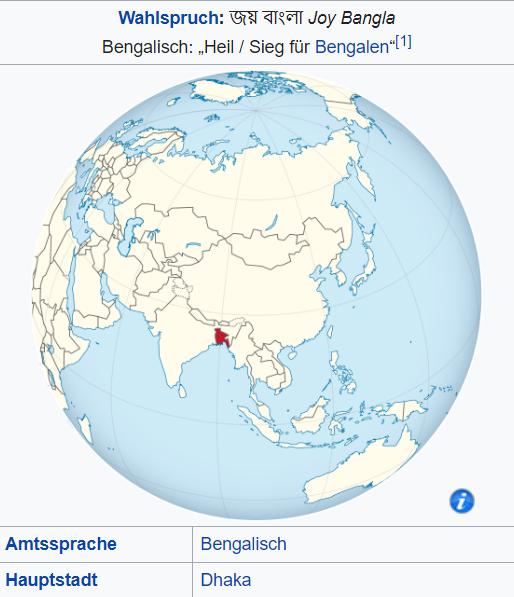 Wahlspruch: জয় বাংলা Joy Bangla
Bengalisch: „Heil / Sieg für Bengalen“[1]
i
Amtssprache Bengalisch
Hauptstadt Dhaka